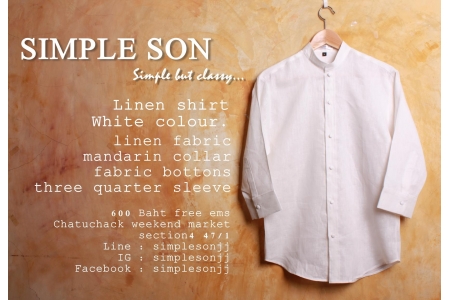 SIMPLE SON
Simple but classy...
Linen shirt
White colour.
linen fabric
mandarin collar
fabric bottons
three quarter sleeve
600 Baht free ems
Chatuchack weekend market
section4 47/1
Line : simplesonjj
IG : simplesonjj
Facebook : simplesonjj